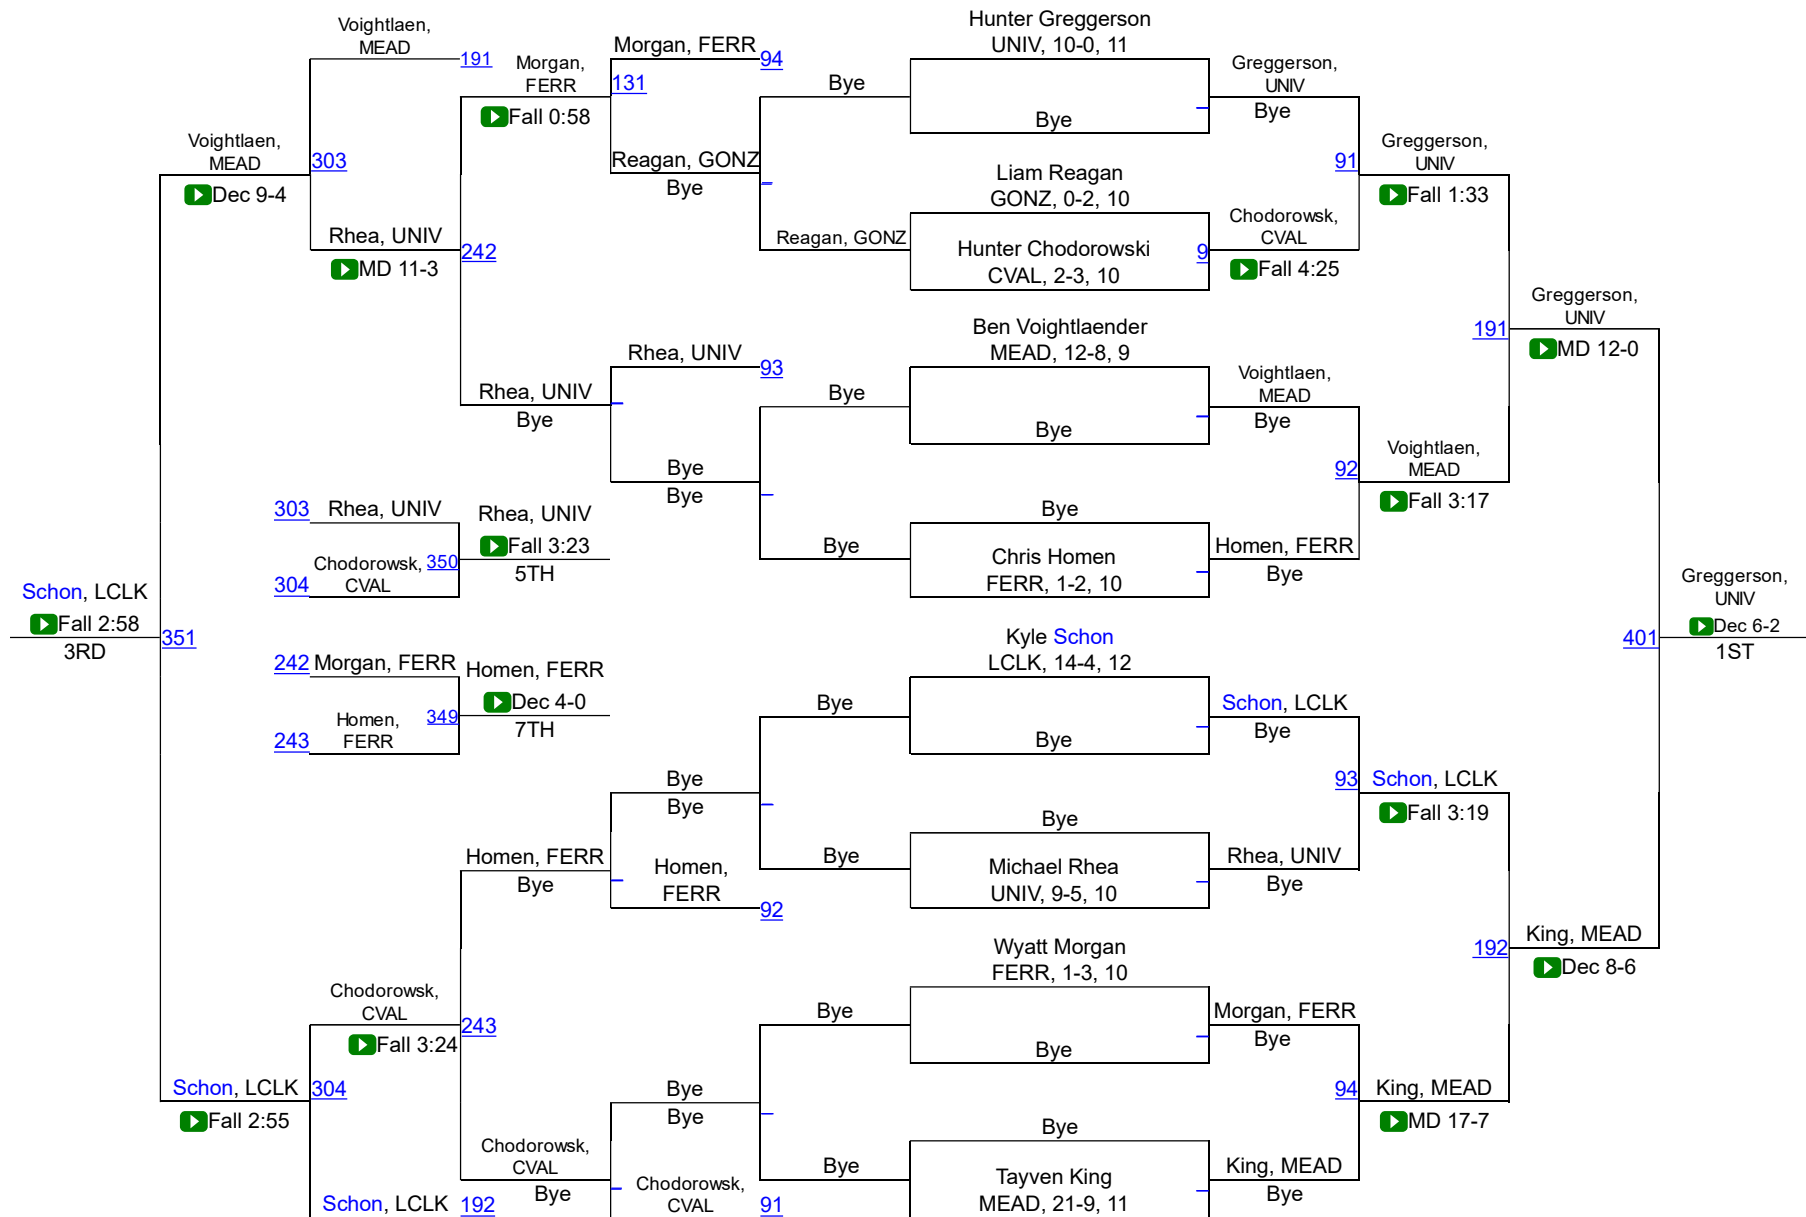 Voightlaen,
MEAD
191
Voightlaen,
MEAD
Dec 9-4
303
Rhea, UNIV
MD 11-3
Morgan,
FERR
Fall 0:58
242
Morgan, FERR
94
131
Reagan, GONZ
Bye
Bye
Reagan, GONZ
Hunter Greggerson
UNIV, 10-0, 11
Bye
Liam Reagan
GONZ, 0-2, 10
Hunter Chodorowski
CVAL, 2-3, 10
9
Greggerson,
UNIV
Bye
91
Chodorowsk,
CVAL
Fall 4:25
Greggerson,
UNIV
Fall 1:33
Rhea, UNIV
Bye
Rhea, UNIV
93
Bye
Bye
Bye
Bye
Ben Voightlaender
MEAD, 12-8, 9
Bye
Bye
Chris Homen
FERR, 1-2, 10
Voightlaen,
MEAD
Bye
92
Homen, FERR
Bye
Voightlaen,
MEAD
Fall 3:17
191
Greggerson,
UNIV
MD 12-0
303
Rhea, UNIV
304
Chodorowsk,
CVAL
350
Rhea, UNIV
Fall 3:23
5TH
Schon, LCLK
Fall 2:58
3RD
351
242
Morgan, FERR
243
Homen,
FERR
349
Homen, FERR
Dec 4-0
7TH
Greggerson,
UNIV
Dec 6-2
1ST
401
Kyle Schon
LCLK, 14-4, 12
Bye
Bye
Bye
Michael Rhea
UNIV, 9-5, 10
Bye
Schon, LCLK
Bye
93
Rhea, UNIV
Bye
Schon, LCLK
Fall 3:19
Bye
Bye
Homen, FERR
Bye
Homen,
FERR
92
192
King, MEAD
Dec 8-6
Wyatt Morgan
FERR, 1-3, 10
Bye
Bye
Morgan, FERR
Bye
94
King, MEAD
MD 17-7
Bye
Bye
Tayven King
MEAD, 21-9, 11
King, MEAD
Bye
Chodorowsk,
CVAL
Fall 3:24
243
Schon, LCLK
Fall 2:55
304
Bye
Bye
Chodorowsk,
CVAL
Bye
Chodorowsk,
CVAL
91
Schon, LCLK
192